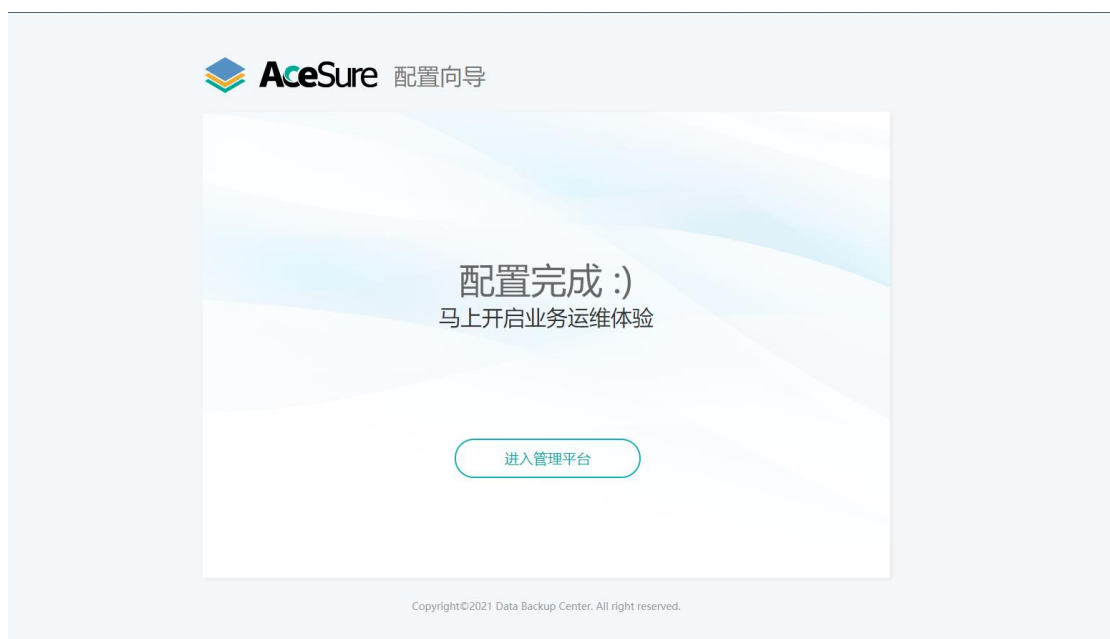 AceSure 配置向导
配置完成 :)
马上开启业务运维体验
进入管理平台
Copyright©2021 Data Backup Center. All right reserved.